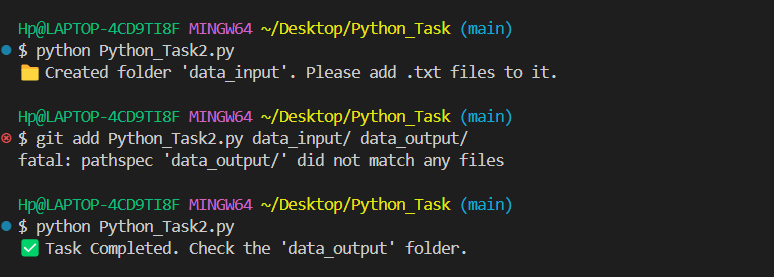 Hp@LAPTOP-4CD9TI8F MINGW64 ~/Desktop/Python_Task (main)
$ python Python_Task2.py
📁 Created folder 'data_input'. Please add .txt files to it.
Hp@LAPTOP-4CD9TI8F MINGW64 ~/Desktop/Python_Task (main)
$ git add Python_Task2.py data_input/ data_output/
fatal: pathspec 'data_output/' did not match any files
Hp@LAPTOP-4CD9TI8F MINGW64 ~/Desktop/Python_Task (main)
$ python Python_Task2.py
✅ Task Completed. Check the 'data_output' folder.